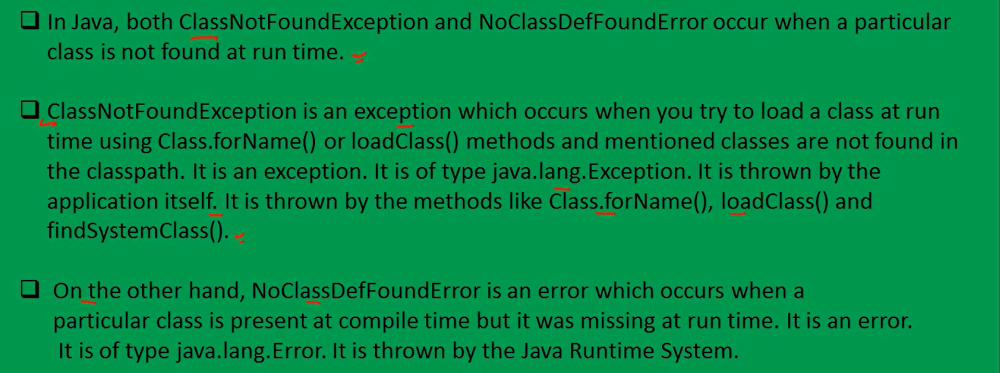 ❑ In Java, both ClassNotFoundException and NoClassDefFoundError occur when a particular
class is not found at run time.
❑ ClassNotFoundException is an exception which occurs when you try to load a class at run
time using Class.forName() or loadClass() methods and mentioned classes are not found in
the classpath. It is an exception. It is of type java.lang.Exception. It is thrown by the
application itself. It is thrown by the methods like Class.forName(), loadClass() and
findSystemClass().
❑ On the other hand, NoClassDefFoundError is an error which occurs when a
particular class is present at compile time but it was missing at run time. It is an error.
It is of type java.lang.Error. It is thrown by the Java Runtime System.